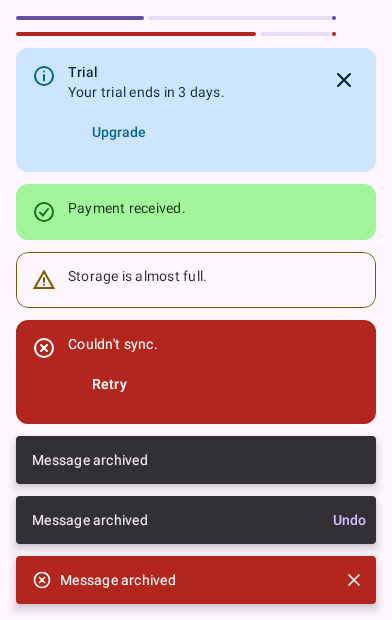 Trial
Your trial ends in 3 days.
Upgrade
Payment received.
Storage is almost full.
Couldn't sync.
Retry
Message archived
Message archived Undo
Message archived